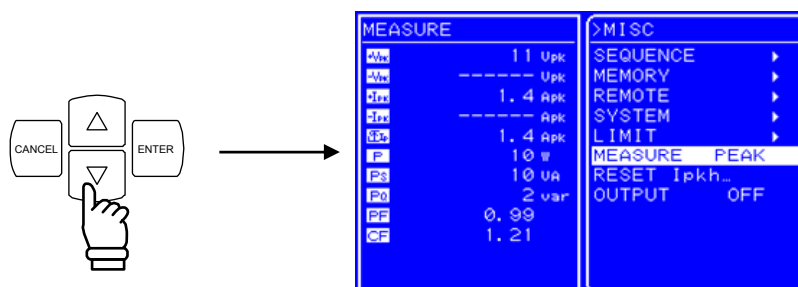 CANCEL
ENTER
MEASURE
+VPK 11 Vpk
-VPK ------ Vpk
+IPK 1.4 Apk
-IPK ------ Apk
1.4 Apk
P 10 W
PS 10 VA
PQ 2 var
PF 0.99
CF 1.21
>MISC
SEQUENCE
MEMORY
REMOTE
SYSTEM
LIMIT
MEASURE PEAK
RESET Ipkh…
OUTPUT OFF